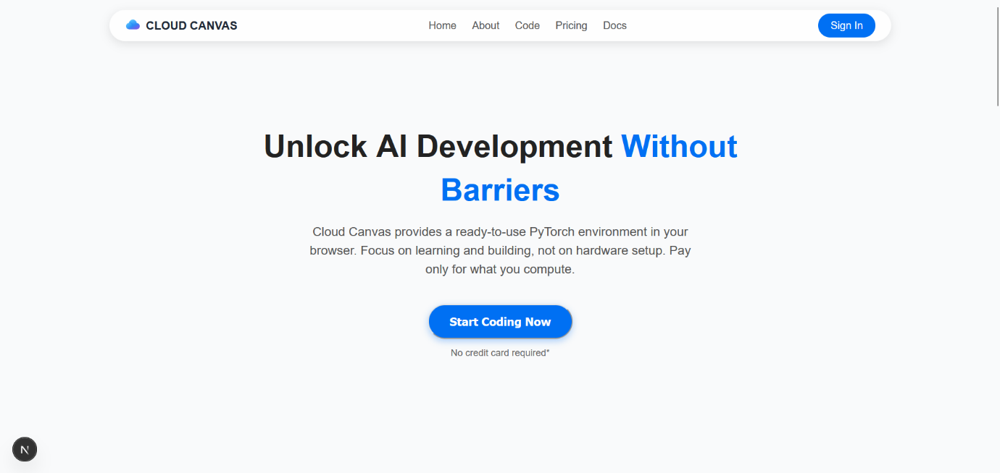 CLOUD CANVAS
Home About Code Pricing Docs
Sign In
Unlock AI Development Without
Barriers
Cloud Canvas provides a ready-to-use PyTorch environment in your
browser. Focus on learning and building, not on hardware setup. Pay
only for what you compute.
Start Coding Now
No credit card required*
N